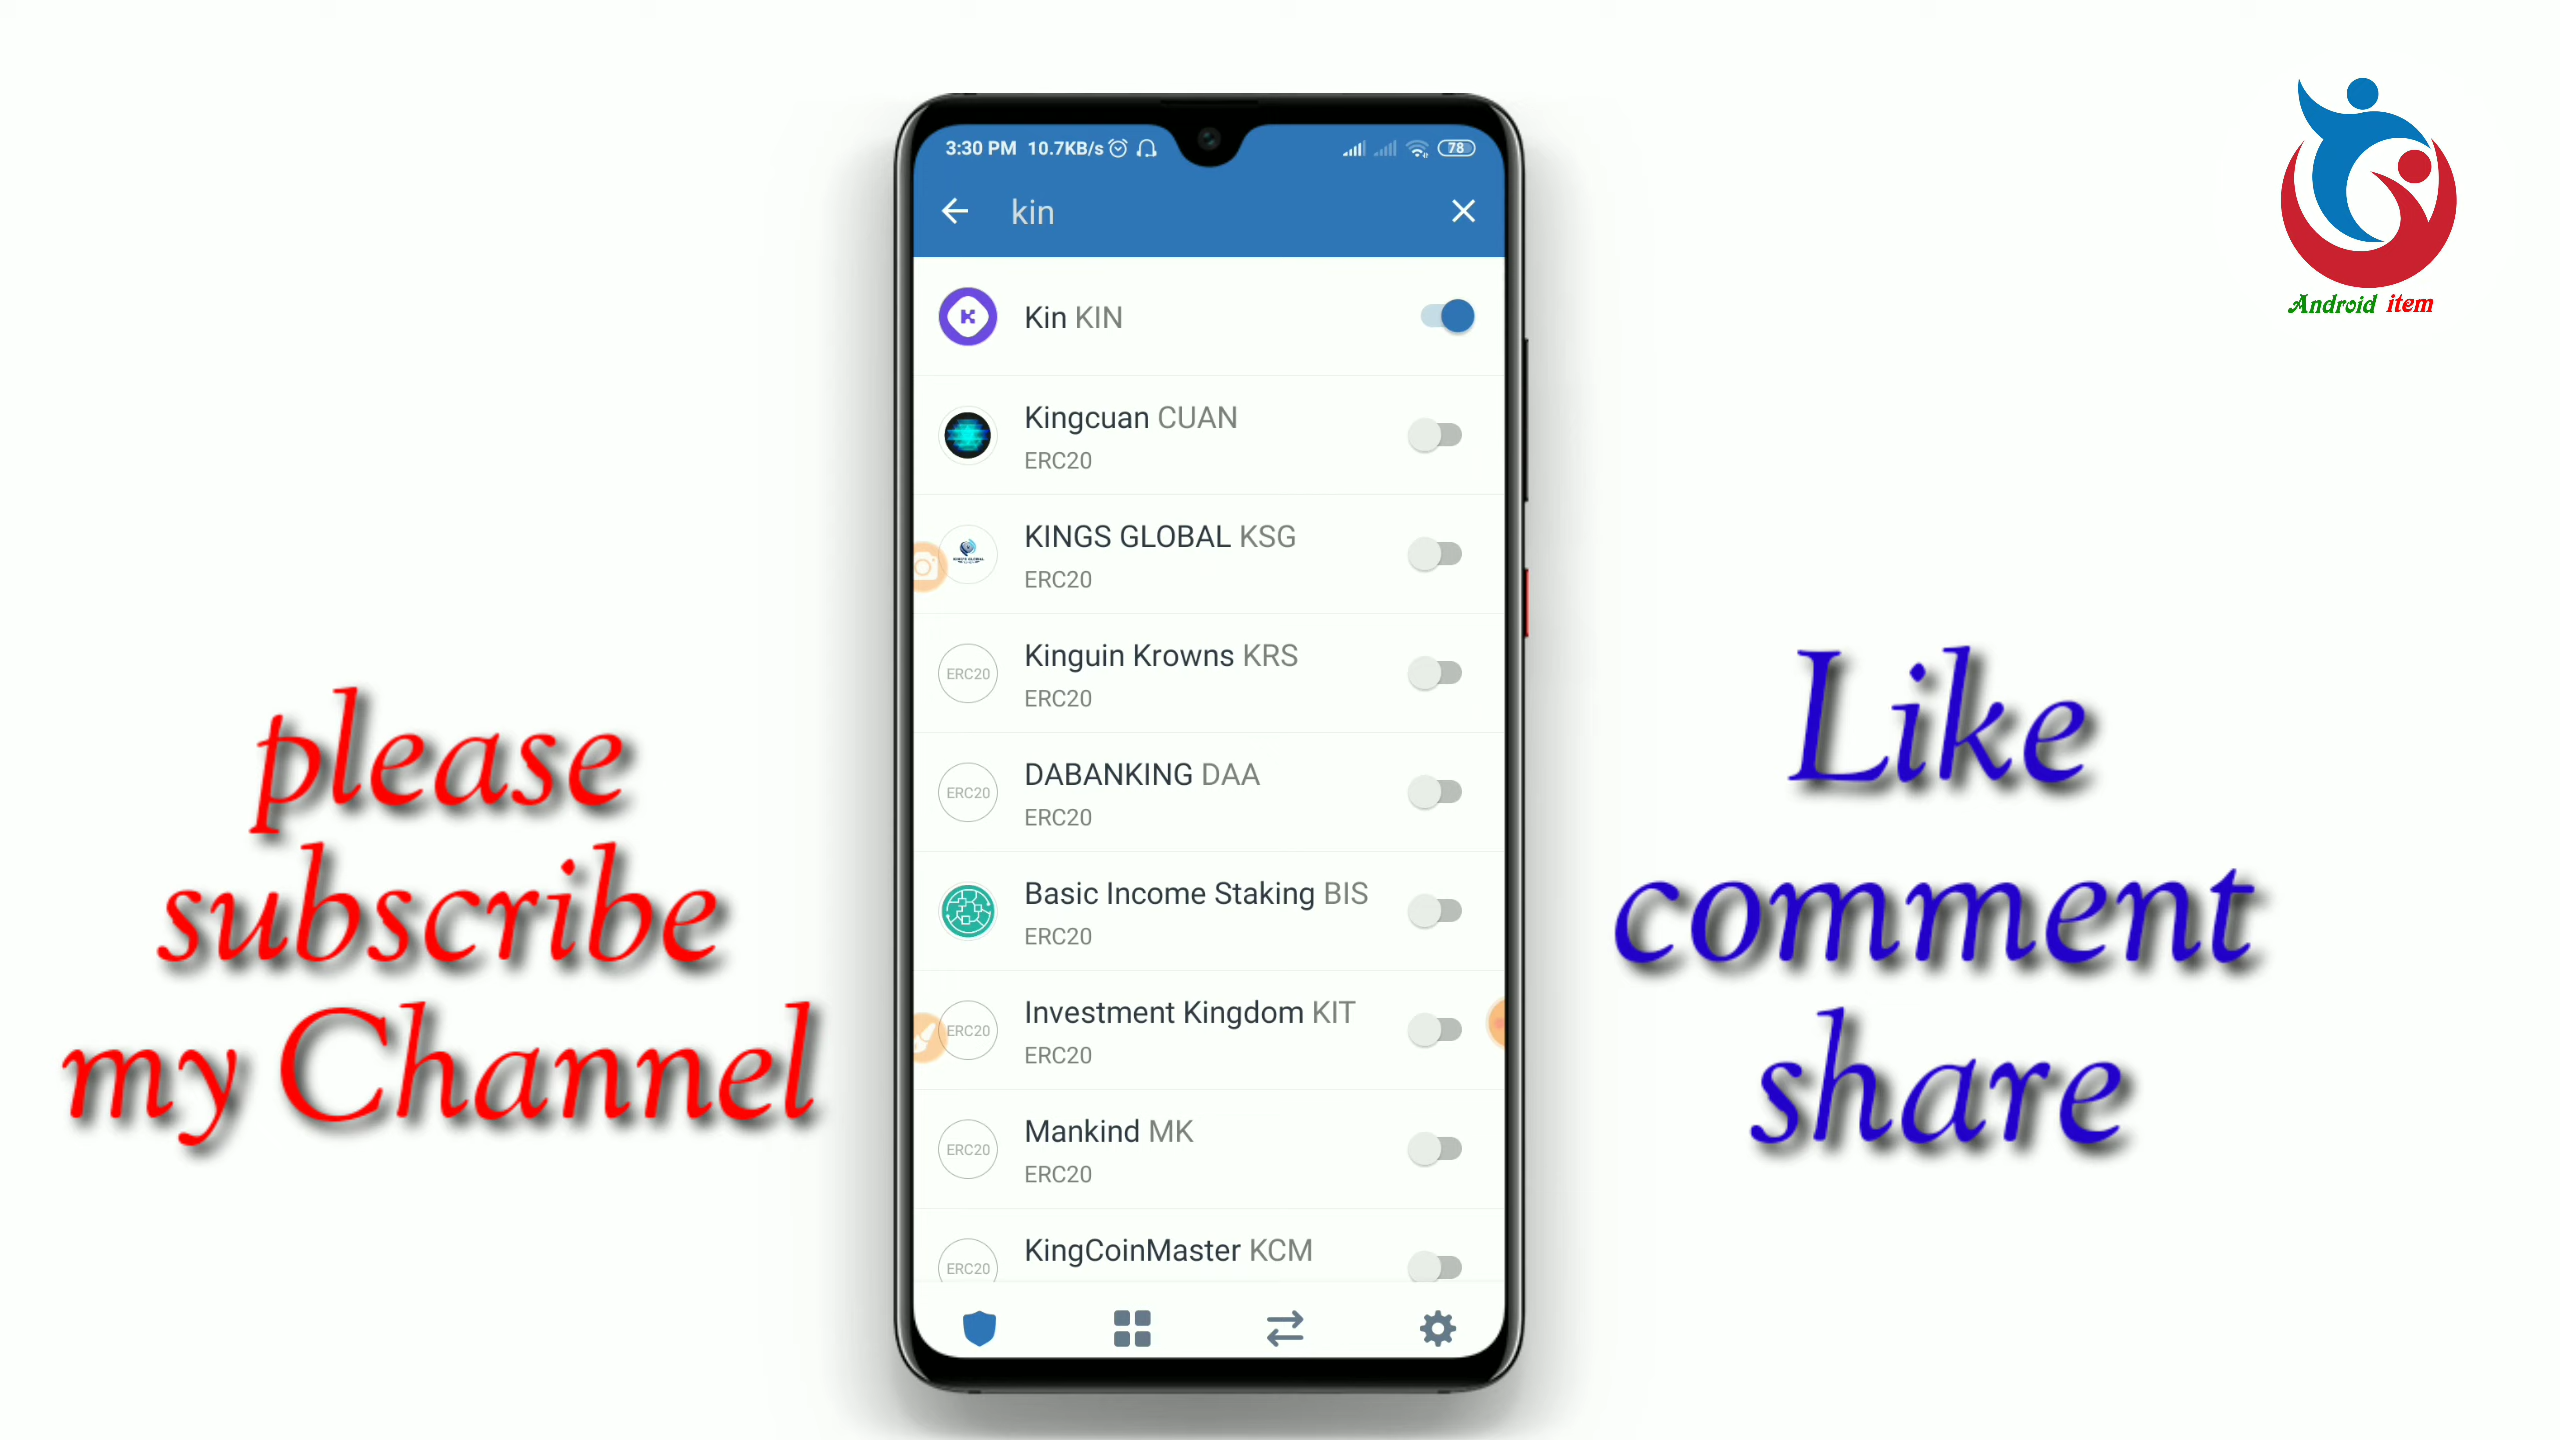 3:30 PM 10.7KB/s 78
kin
Kin KIN
Kingcuan CUAN
ERC20
KINGS GLOBAL KSG
ERC20
ERC20
Kinguin Krowns KRS
ERC20
ERC20
DABANKING DAA
ERC20
Basic Income Staking BIS
ERC20
ERC20
Investment Kingdom KIT
ERC20
ERC20
Mankind MK
ERC20
ERC20
KingCoinMaster KCM
please
subscribe
my Channel
Like
comment
share
Android item